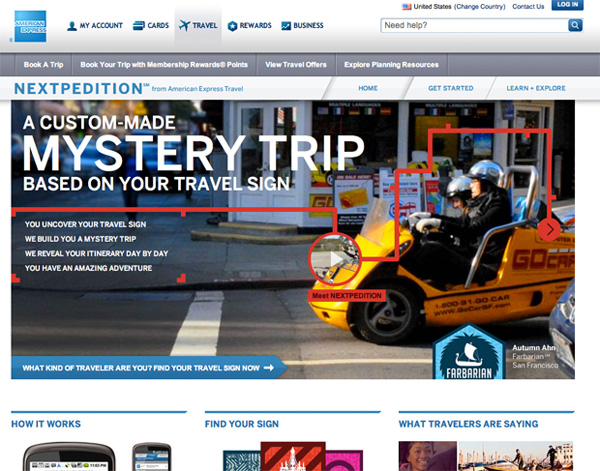 United States (Change Country) Contact Us LOG IN
AMERICAN EXPRESS
MY ACCOUNT CARDS TRAVEL REWARDS BUSINESS
Need help?
Book A Trip Book Your Trip with Membership Rewards® Points View Travel Offers Explore Planning Resources
NEXTPEDITION℠ from American Express Travel HOME GET STARTED LEARN + EXPLORE
A CUSTOM-MADE
MYSTERY TRIP
BASED ON YOUR TRAVEL SIGN
MULTIPLE LANGUAGES
YOU UNCOVER YOUR TRAVEL SIGN
WE BUILD YOU A MYSTERY TRIP
WE REVEAL YOUR ITINERARY DAY BY DAY
YOU HAVE AN AMAZING ADVENTURE
GOCAR
Meet NEXTPEDITION
1-800-91-GO CAR
www.GoCarSF.com
Autumn Ahn
Farbarian℠
San Francisco
FARBARIAN
WHAT KIND OF TRAVELER ARE YOU? FIND YOUR TRAVEL SIGN NOW
HOW IT WORKS FIND YOUR SIGN WHAT TRAVELERS ARE SAYING